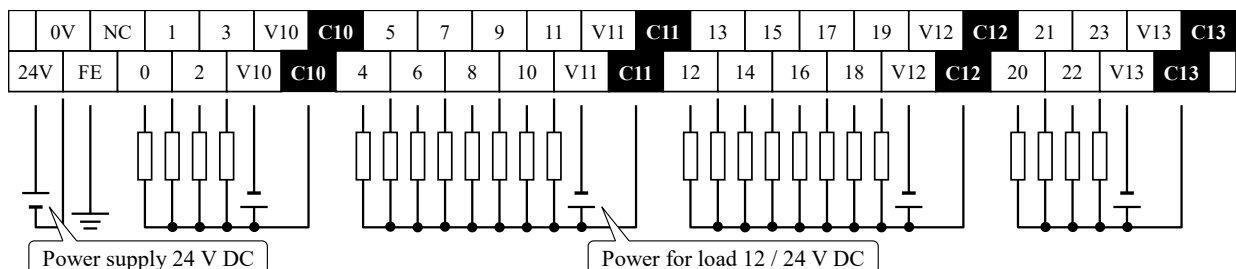 0V NC 1 3 V10 C10 5 7 9 11 V11 C11 13 15 17 19 V12 C12 21 23 V13 C13
24V FE 0 2 V10 C10 4 6 8 10 V11 C11 12 14 16 18 V12 C12 20 22 V13 C13
Power supply 24 V DC
Power for load 12 / 24 V DC